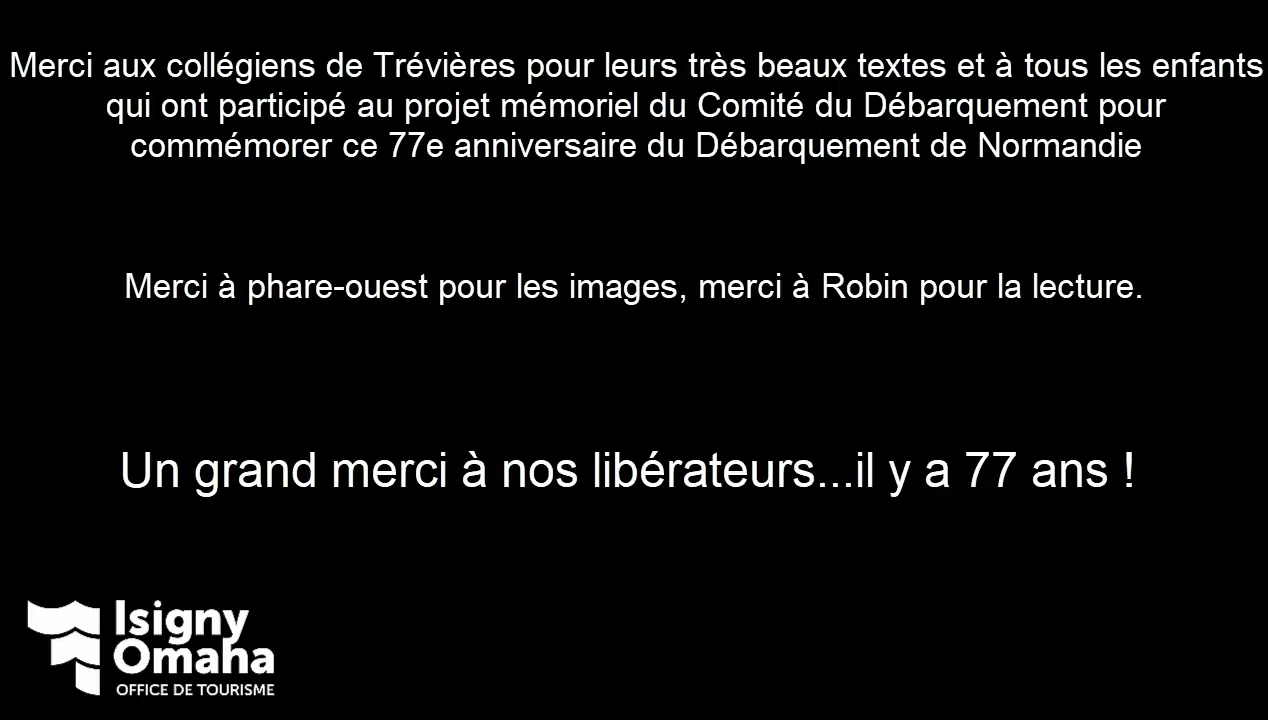 Merci aux collégiens de Trévières pour leurs très beaux textes et à tous les enfants
qui ont participé au projet mémoriel du Comité du Débarquement pour
commémorer ce 77e anniversaire du Débarquement de Normandie
Merci à phare-ouest pour les images, merci à Robin pour la lecture.
Un grand merci à nos libérateurs...il y a 77 ans !
Isigny
Omaha
OFFICE DE TOURISME